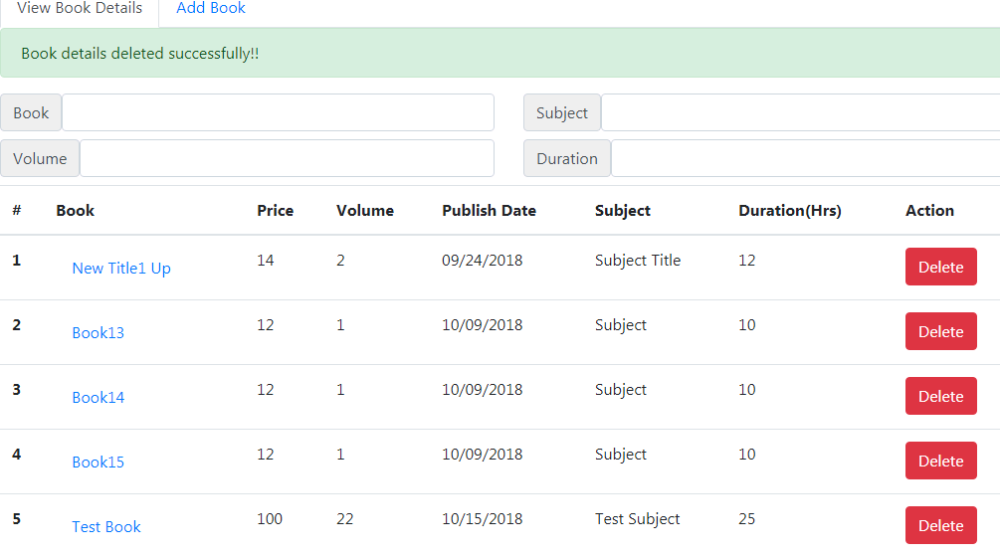 View Book Details Add Book
Book details deleted successfully!!
Book Subject
Volume Duration
# Book Price Volume Publish Date Subject Duration(Hrs) Action
1 New Title1 Up 14 2 09/24/2018 Subject Title 12 Delete
2 Book13 12 1 10/09/2018 Subject 10 Delete
3 Book14 12 1 10/09/2018 Subject 10 Delete
4 Book15 12 1 10/09/2018 Subject 10 Delete
5 Test Book 100 22 10/15/2018 Test Subject 25 Delete